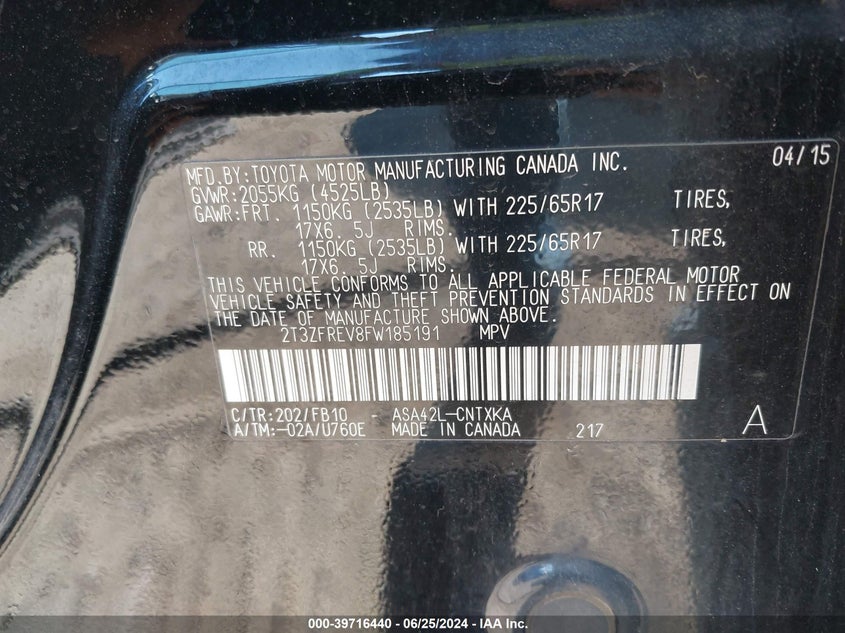 MFD.BY:TOYOTA MOTOR MANUFACTURING CANADA INC. 04/15
GVWR:2055KG (4525LB)
GAWR:FRT. 1150KG (2535LB) WITH 225/65R17 TIRES,
17X6.5J RIMS.
RR. 1150KG (2535LB) WITH 225/65R17 TIRES,
17X6.5J RIMS.
THIS VEHICLE CONFORMS TO ALL APPLICABLE FEDERAL MOTOR
VEHICLE SAFETY AND THEFT PREVENTION STANDARDS IN EFFECT ON
THE DATE OF MANUFACTURE SHOWN ABOVE.
2T3ZFREV8FW185191 MPV
C/TR:202/FB10 - ASA42L-CNTXKA
A/TM:-02A/U760E MADE IN CANADA 217 A
000-39716440 - 06/25/2024 - IAA Inc.